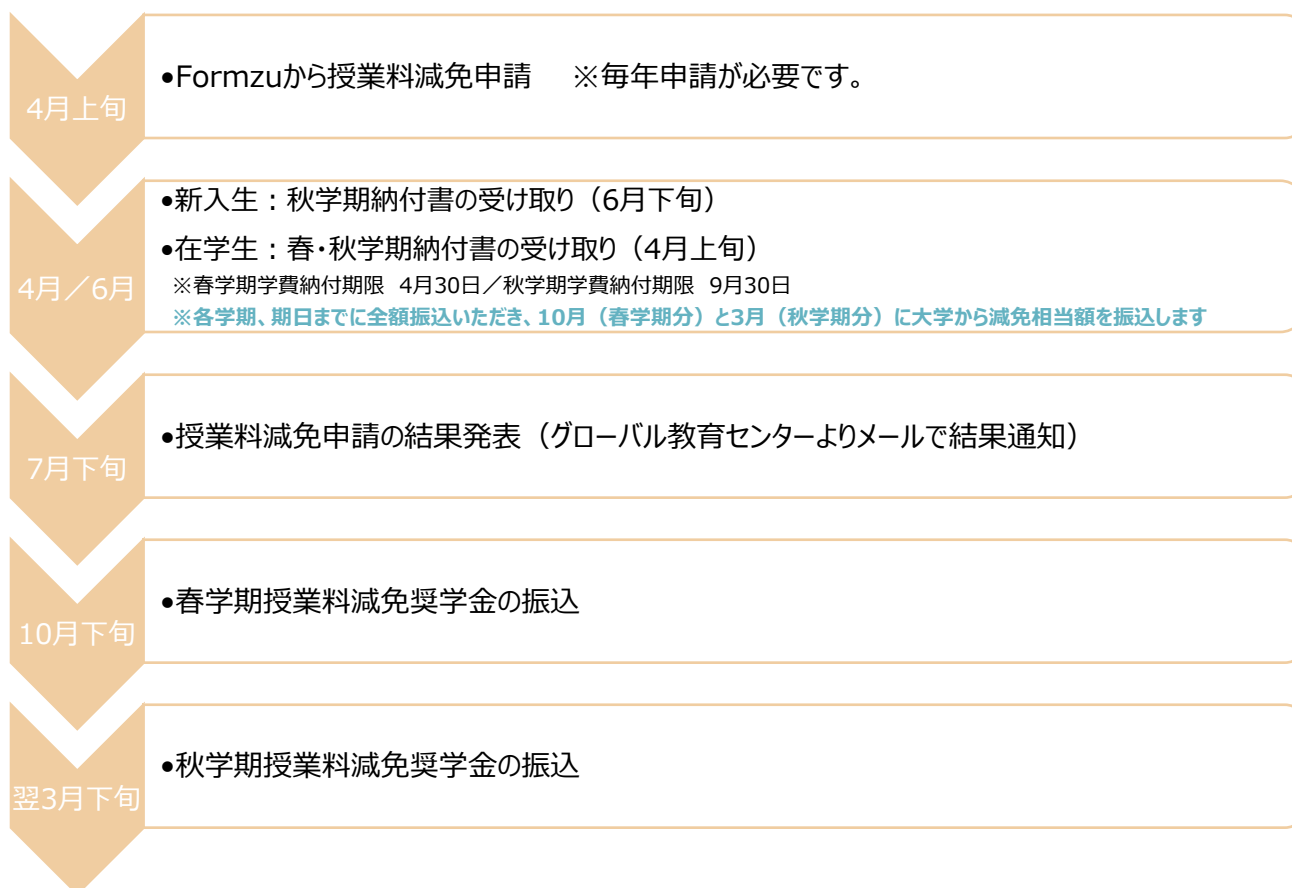 4月上旬
•Formzuから授業料減免申請　※毎年申請が必要です。
4月／6月
•新入生：秋学期納付書の受け取り（6月下旬）
•在学生：春・秋学期納付書の受け取り（4月上旬）
※春学期学費納付期限 4月30日／秋学期学費納付期限 9月30日
※各学期、期日までに全額振込いただき、10月（春学期分）と3月（秋学期分）に大学から減免相当額を振込します
7月下旬
•授業料減免申請の結果発表（グローバル教育センターよりメールで結果通知）
10月下旬
•春学期授業料減免奨学金の振込
翌3月下旬
•秋学期授業料減免奨学金の振込